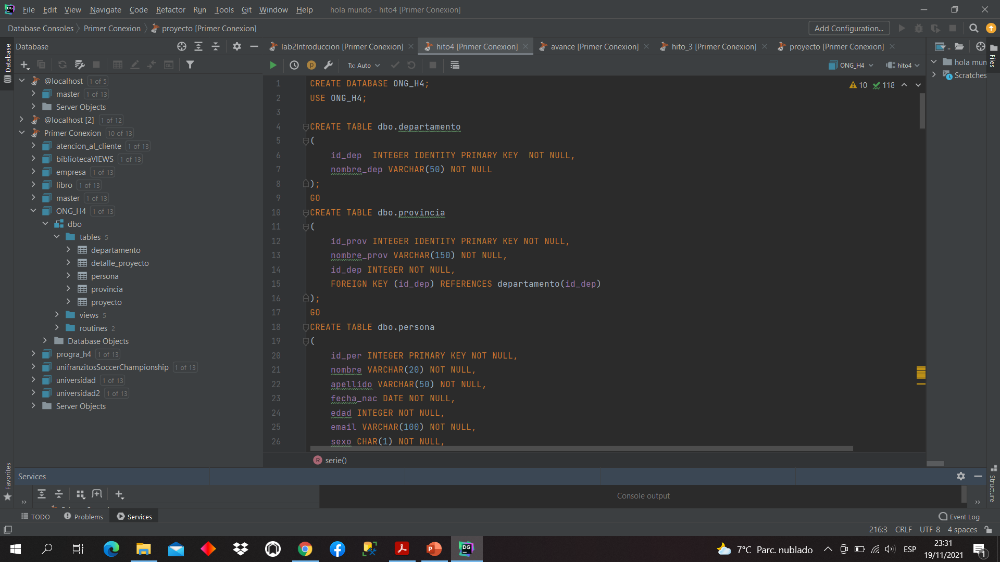 DG File Edit View Navigate Code Refactor Run Tools Git Window Help hola mundo - hito4 [Primer Conexion]
Database Consoles Primer Conexion proyecto [Primer Conexion] Add Configuration...
Database
lab2Introduccion [Primer Conexion] hito4 [Primer Conexion] avance [Primer Conexion] hito_3 [Primer Conexion] proyecto [Primer Conexion]
Tx: Auto ONG_H4 hito4
Database
Files
hola mun
Scratches
@localhost 1 of 5
master 1 of 13
Server Objects
@localhost [2] 1 of 12
Primer Conexion 10 of 13
atencion_al_cliente 1 of 13
bibliotecaVIEWS 1 of 13
empresa 1 of 13
libro 1 of 13
master 1 of 13
ONG_H4 1 of 13
dbo
tables 5
departamento
detalle_proyecto
persona
provincia
proyecto
views 5
routines 2
Database Objects
progra_h4 1 of 13
unifranzitosSoccerChampionship 1 of 13
universidad 1 of 13
universidad2 1 of 13
Server Objects
10 118
1 CREATE DATABASE ONG_H4;
2 USE ONG_H4;
3
4 CREATE TABLE dbo.departamento
5 (
6 id_dep  INTEGER IDENTITY PRIMARY KEY  NOT NULL,
7 nombre_dep VARCHAR(50) NOT NULL
8 );
9 GO
10 CREATE TABLE dbo.provincia
11 (
12 id_prov INTEGER IDENTITY PRIMARY KEY NOT NULL,
13 nombre_prov VARCHAR(150) NOT NULL,
14 id_dep INTEGER NOT NULL,
15 FOREIGN KEY (id_dep) REFERENCES departamento(id_dep)
16 );
17 GO
18 CREATE TABLE dbo.persona
19 (
20 id_per INTEGER PRIMARY KEY NOT NULL,
21 nombre VARCHAR(20) NOT NULL,
22 apellido VARCHAR(50) NOT NULL,
23 fecha_nac DATE NOT NULL,
24 edad INTEGER NOT NULL,
25 email VARCHAR(100) NOT NULL,
26 sexo CHAR(1) NOT NULL,
R serie()
Favorites
Services
Structure
Console output
TODO Problems Services Event Log
216:3 CRLF UTF-8 4 spaces
7°C Parc. nublado ESP 23:31
19/11/2021 1